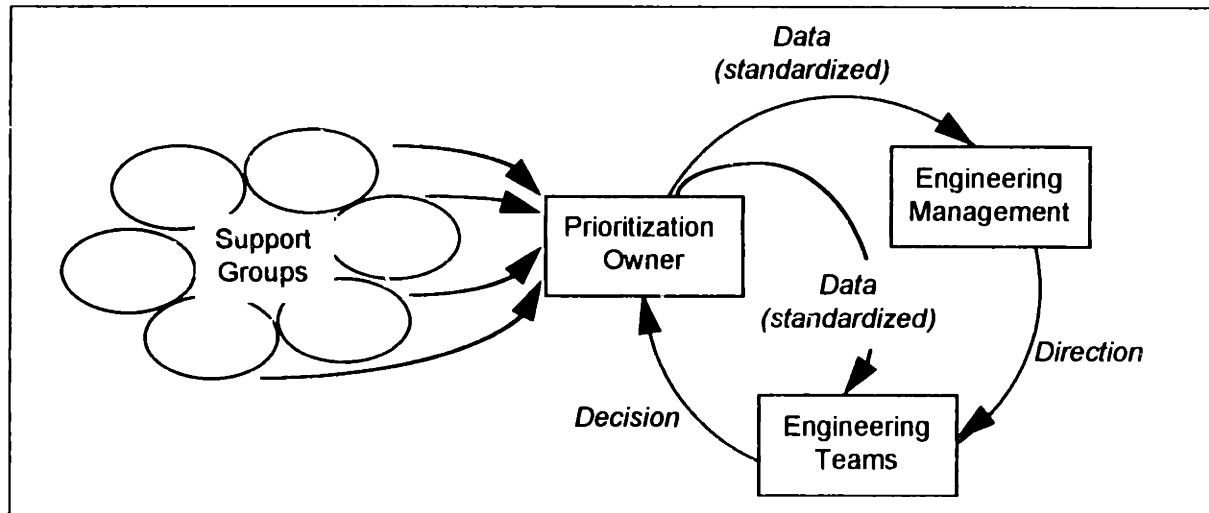 Data
(standardized)
Engineering
Management
Support
Groups
Prioritization
Owner
Data
(standardized)
Direction
Decision
Engineering
Teams